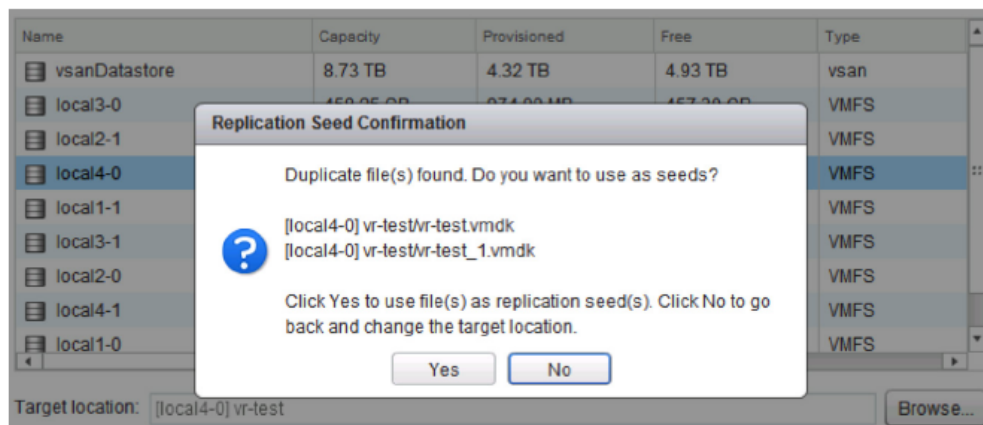 Name Capacity Provisioned Free Type
vsanDatastore 8.73 TB 4.32 TB 4.93 TB vsan
local3-0 VMFS
Replication Seed Confirmation
local2-1 VMFS
Duplicate file(s) found. Do you want to use as seeds?
local4-0 VMFS
local1-1 VMFS
[local4-0] vr-test/vr-test.vmdk
local3-1 VMFS
[local4-0] vr-test/vr-test_1.vmdk
local2-0 VMFS
Click Yes to use file(s) as replication seed(s). Click No to go
local4-1 VMFS
back and change the target location.
local1-0 VMFS
Yes No
Target location: [local4-0] vr-test Browse...